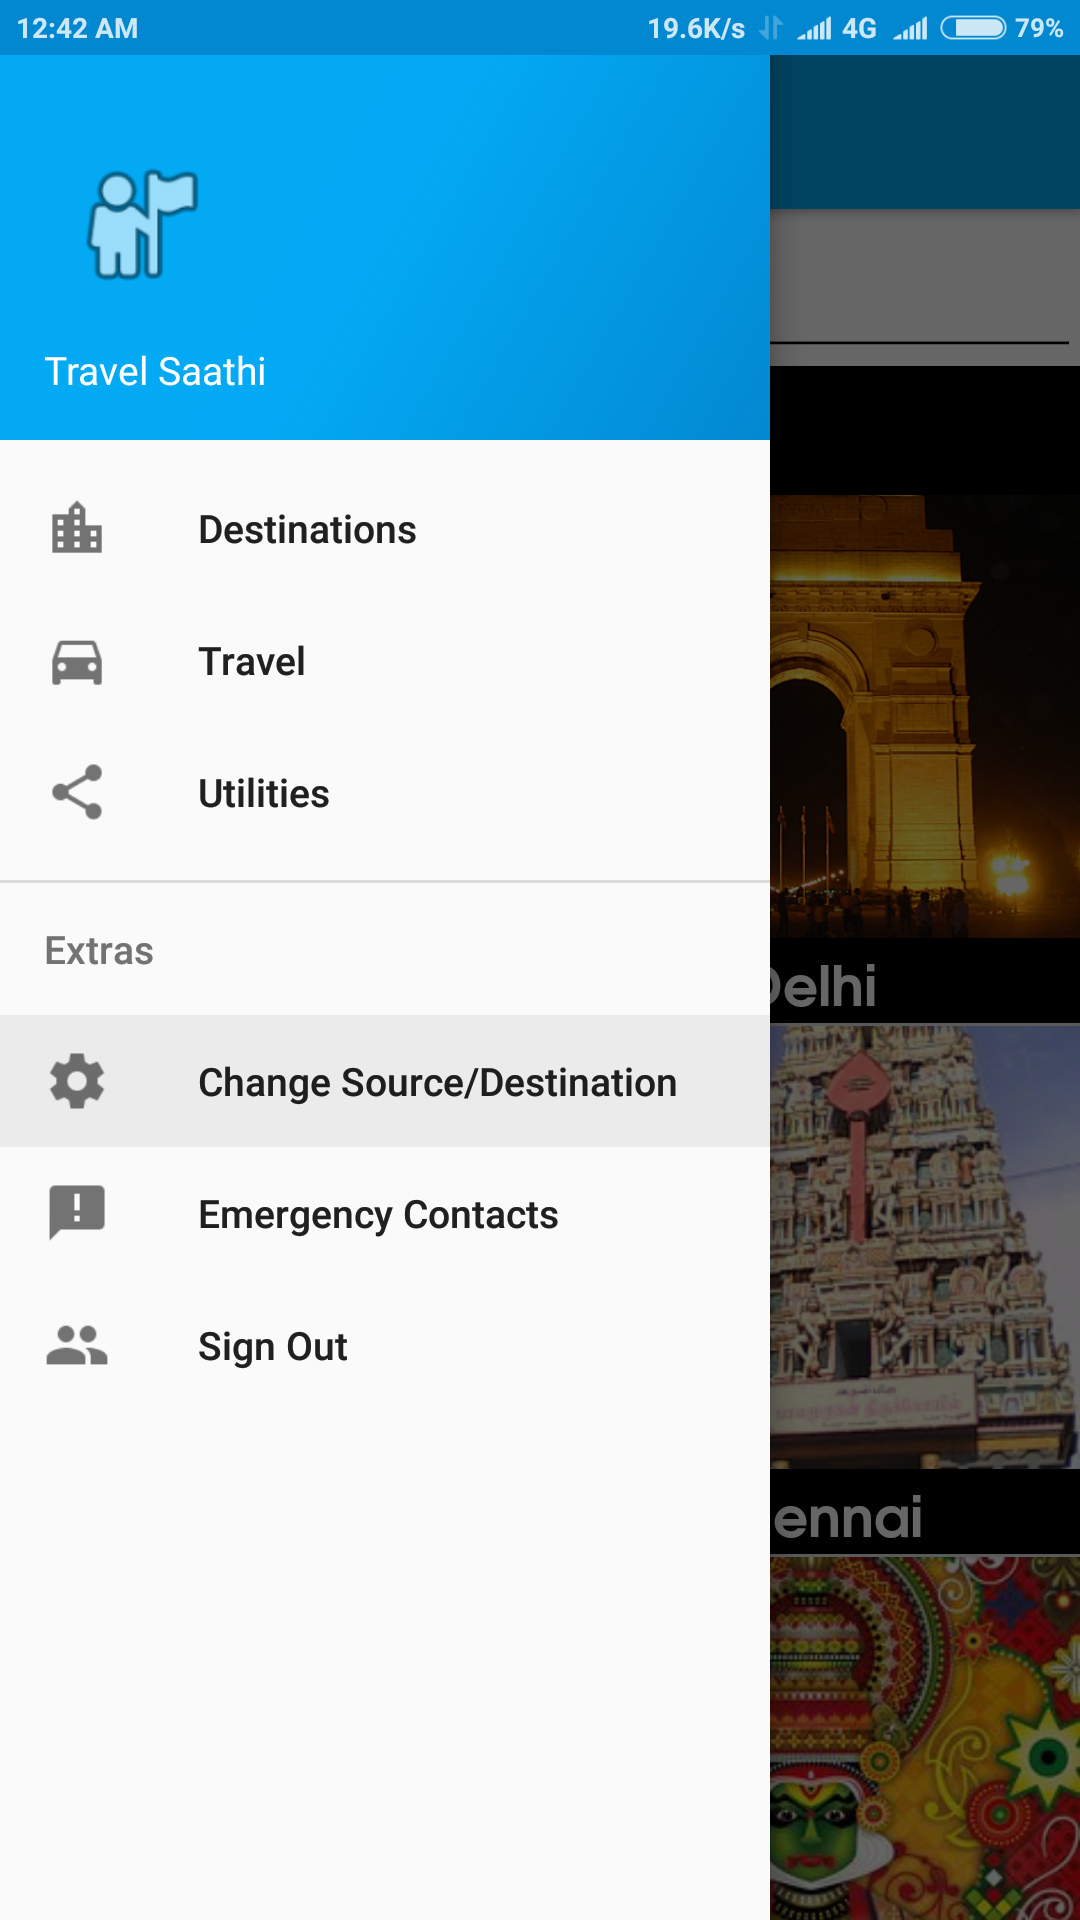 12:42 AM 19.6K/s 4G 79%
Travel Saathi
Destinations
Travel
Utilities
Extras
Delhi
Change Source/Destination
Emergency Contacts
Sign Out
ennai